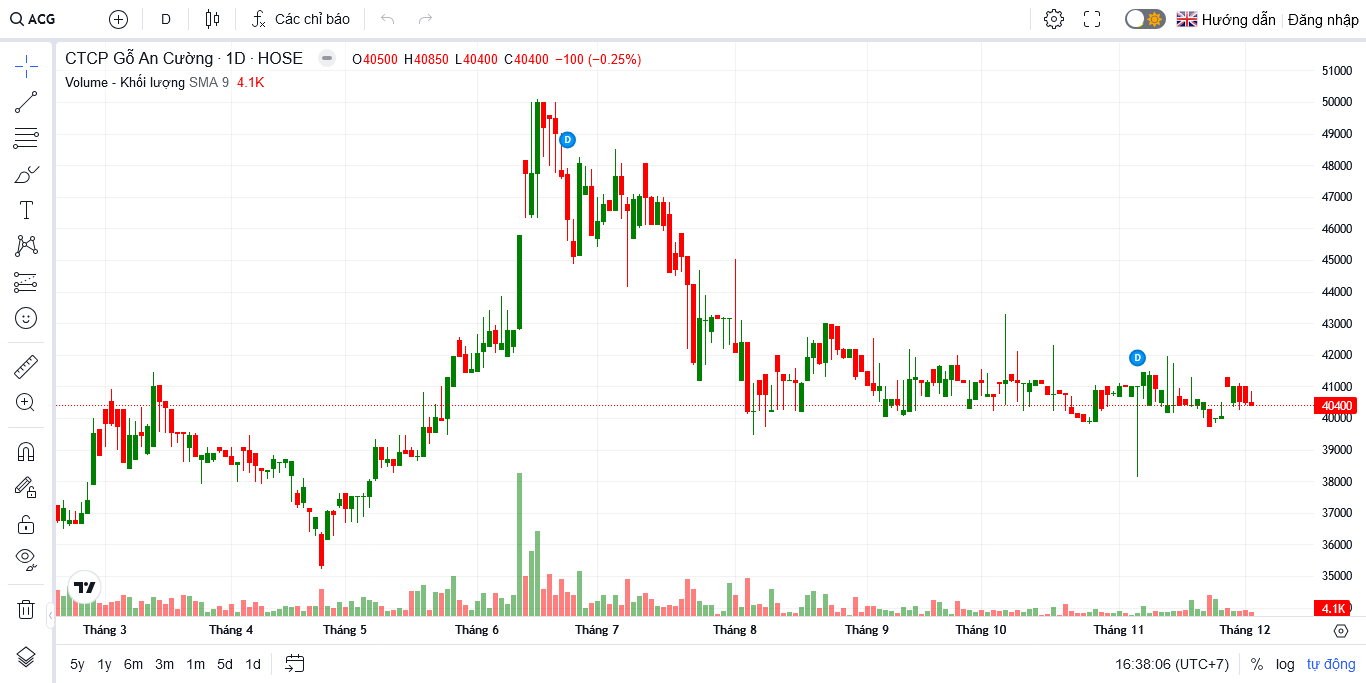 ACG D Các chỉ báo Hướng dẫn Đăng nhập
CTCP Gỗ An Cường · 1D · HOSE O40500 H40850 L40400 C40400 −100 (−0.25%)
Volume - Khối lượng SMA 9 4.1K
51000
50000
49000
D
48000
47000
46000
45000
44000
43000
42000
D
41000
40400
40000
39000
38000
37000
36000
35000
4.1K
Tháng 3 Tháng 4 Tháng 5 Tháng 6 Tháng 7 Tháng 8 Tháng 9 Tháng 10 Tháng 11 Tháng 12
5y 1y 6m 3m 1m 5d 1d 16:38:06 (UTC+7) % log tự động